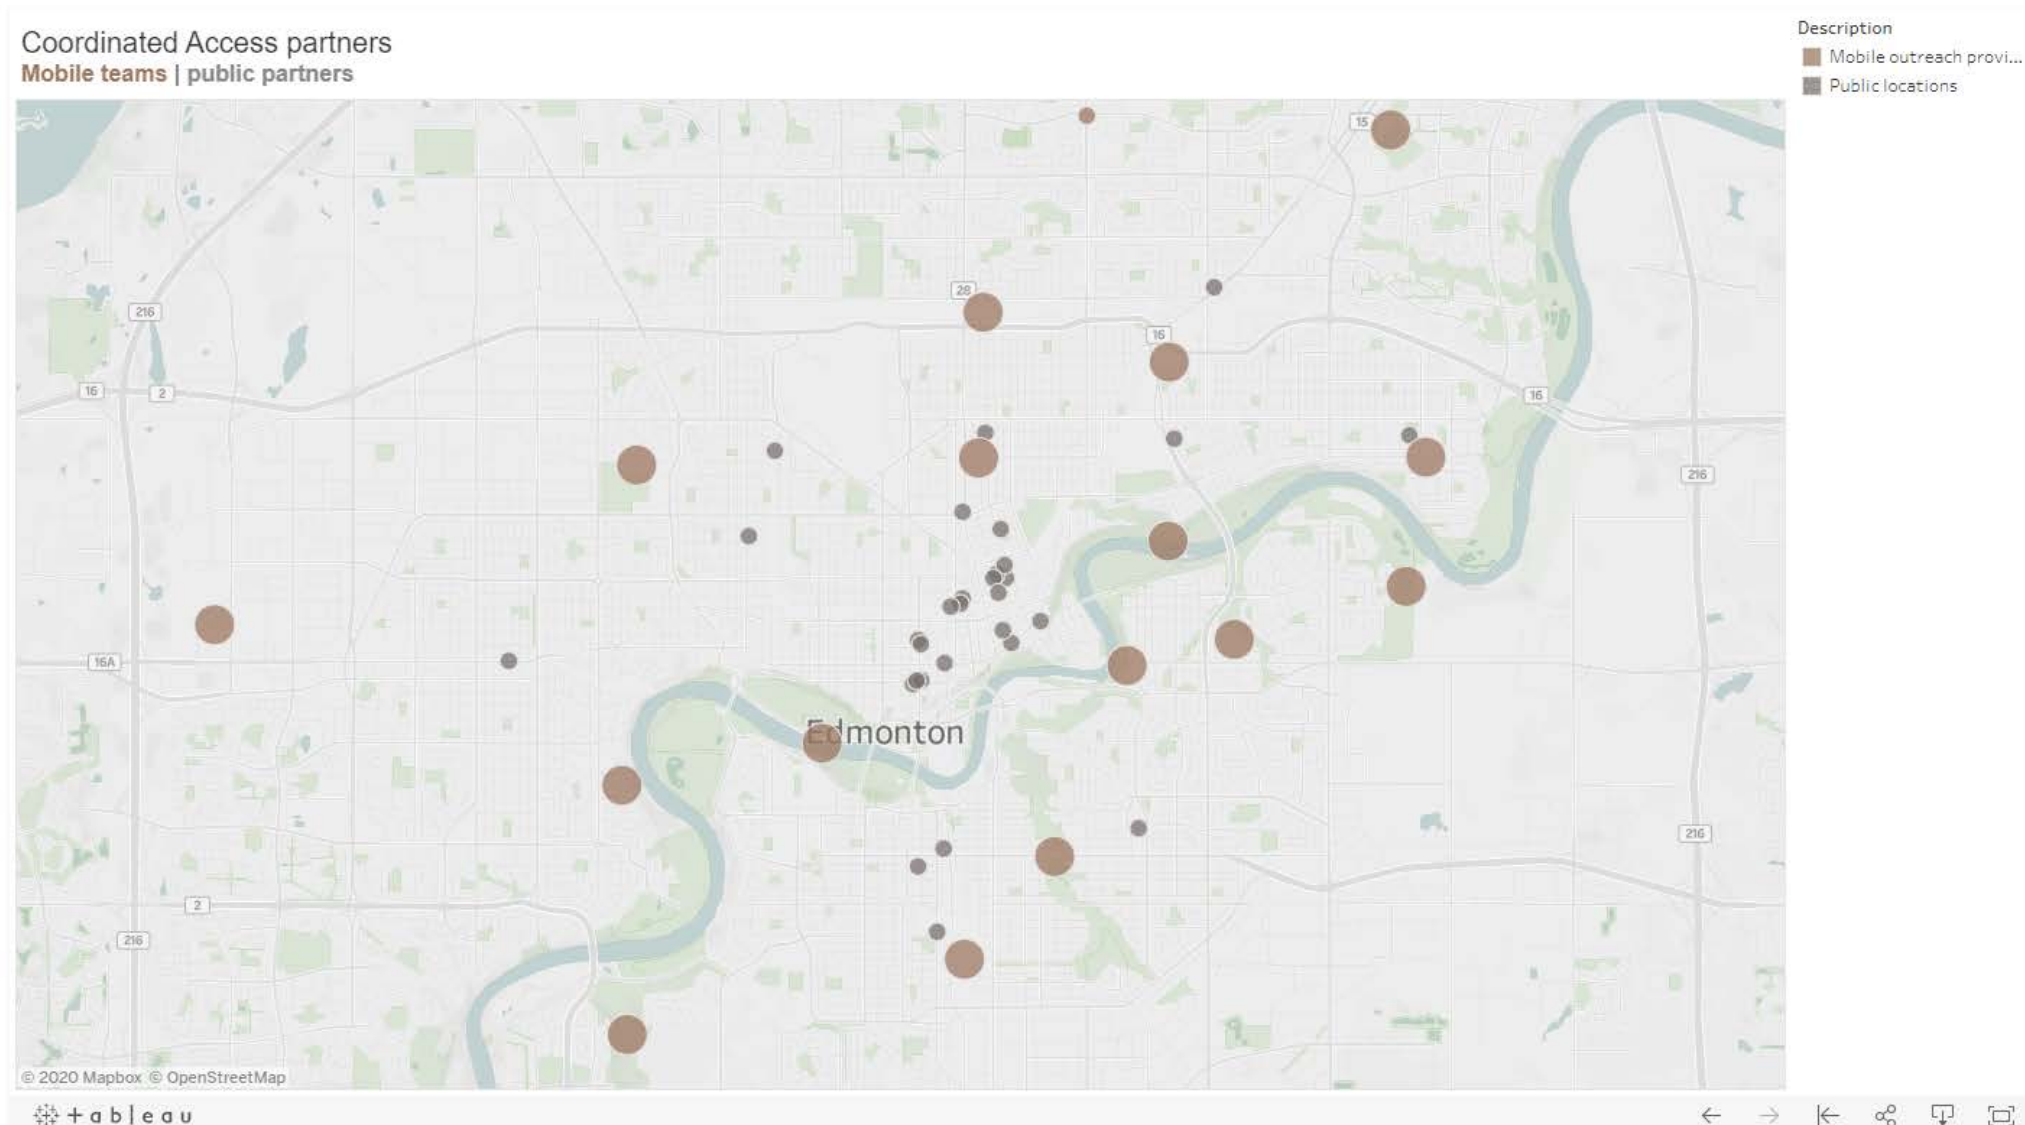 Coordinated Access partners
Mobile teams | public partners
Description
Mobile outreach provi...
Public locations
15
28
216
16
16
2
16
216
16A
Edmonton
216
2
216
© 2020 Mapbox © OpenStreetMap
+ a b | e a u